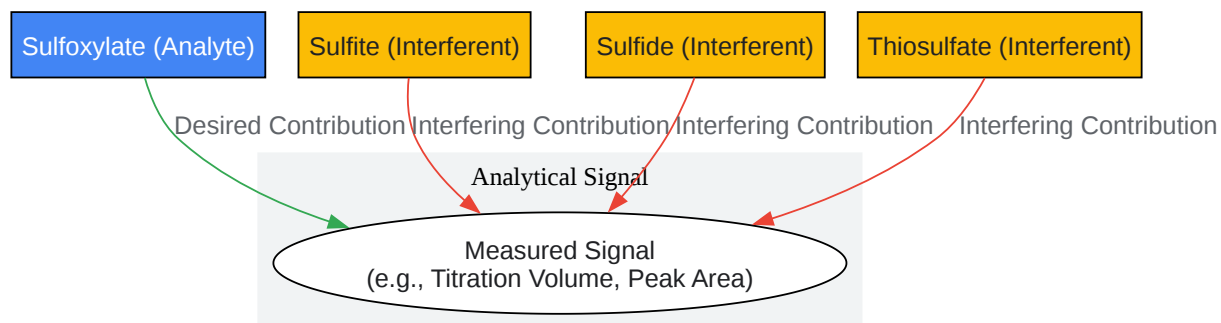 Sulfoxylate (Analyte)
Sulfite (Interferent)
Sulfide (Interferent)
Thiosulfate (Interferent)
Desired Contribution
Interfering Contribution
Interfering Contribution
Interfering Contribution
Analytical Signal
Measured Signal
(e.g., Titration Volume, Peak Area)